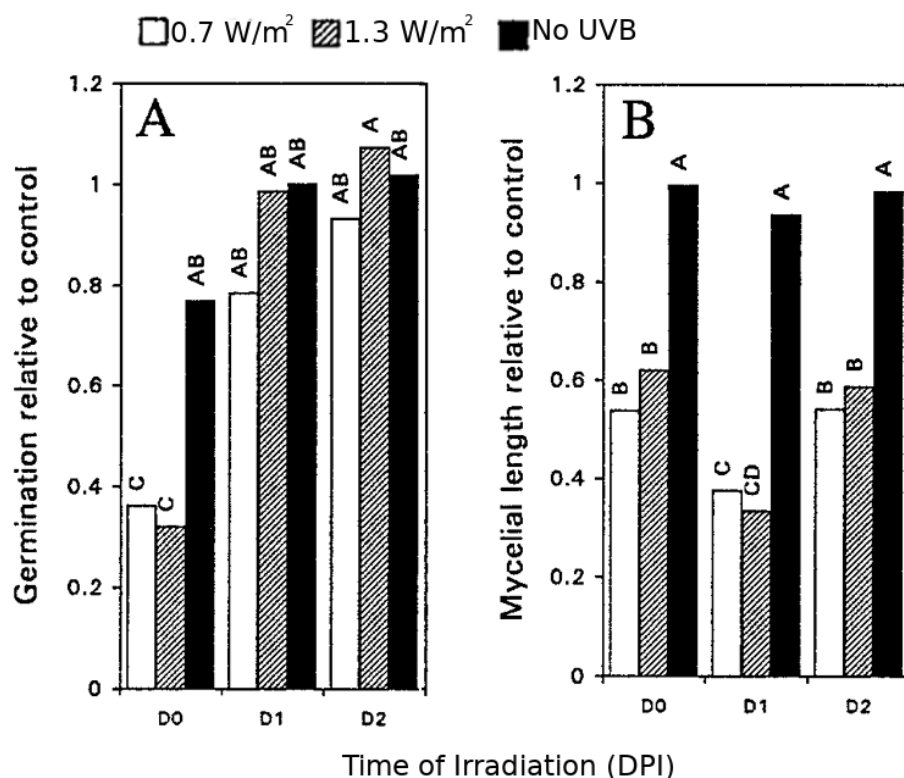 0.7 W/m² 1.3 W/m² No UVB
A
Germination relative to control
1.2
1
0.8
0.6
0.4
0.2
0
C
C
AB
AB
AB
AB
AB
A
AB
D0 D1 D2
B
Mycelial length relative to control
1.2
1
0.8
0.6
0.4
0.2
0
B
B
A
C
CD
A
B
B
A
D0 D1 D2
Time of Irradiation (DPI)